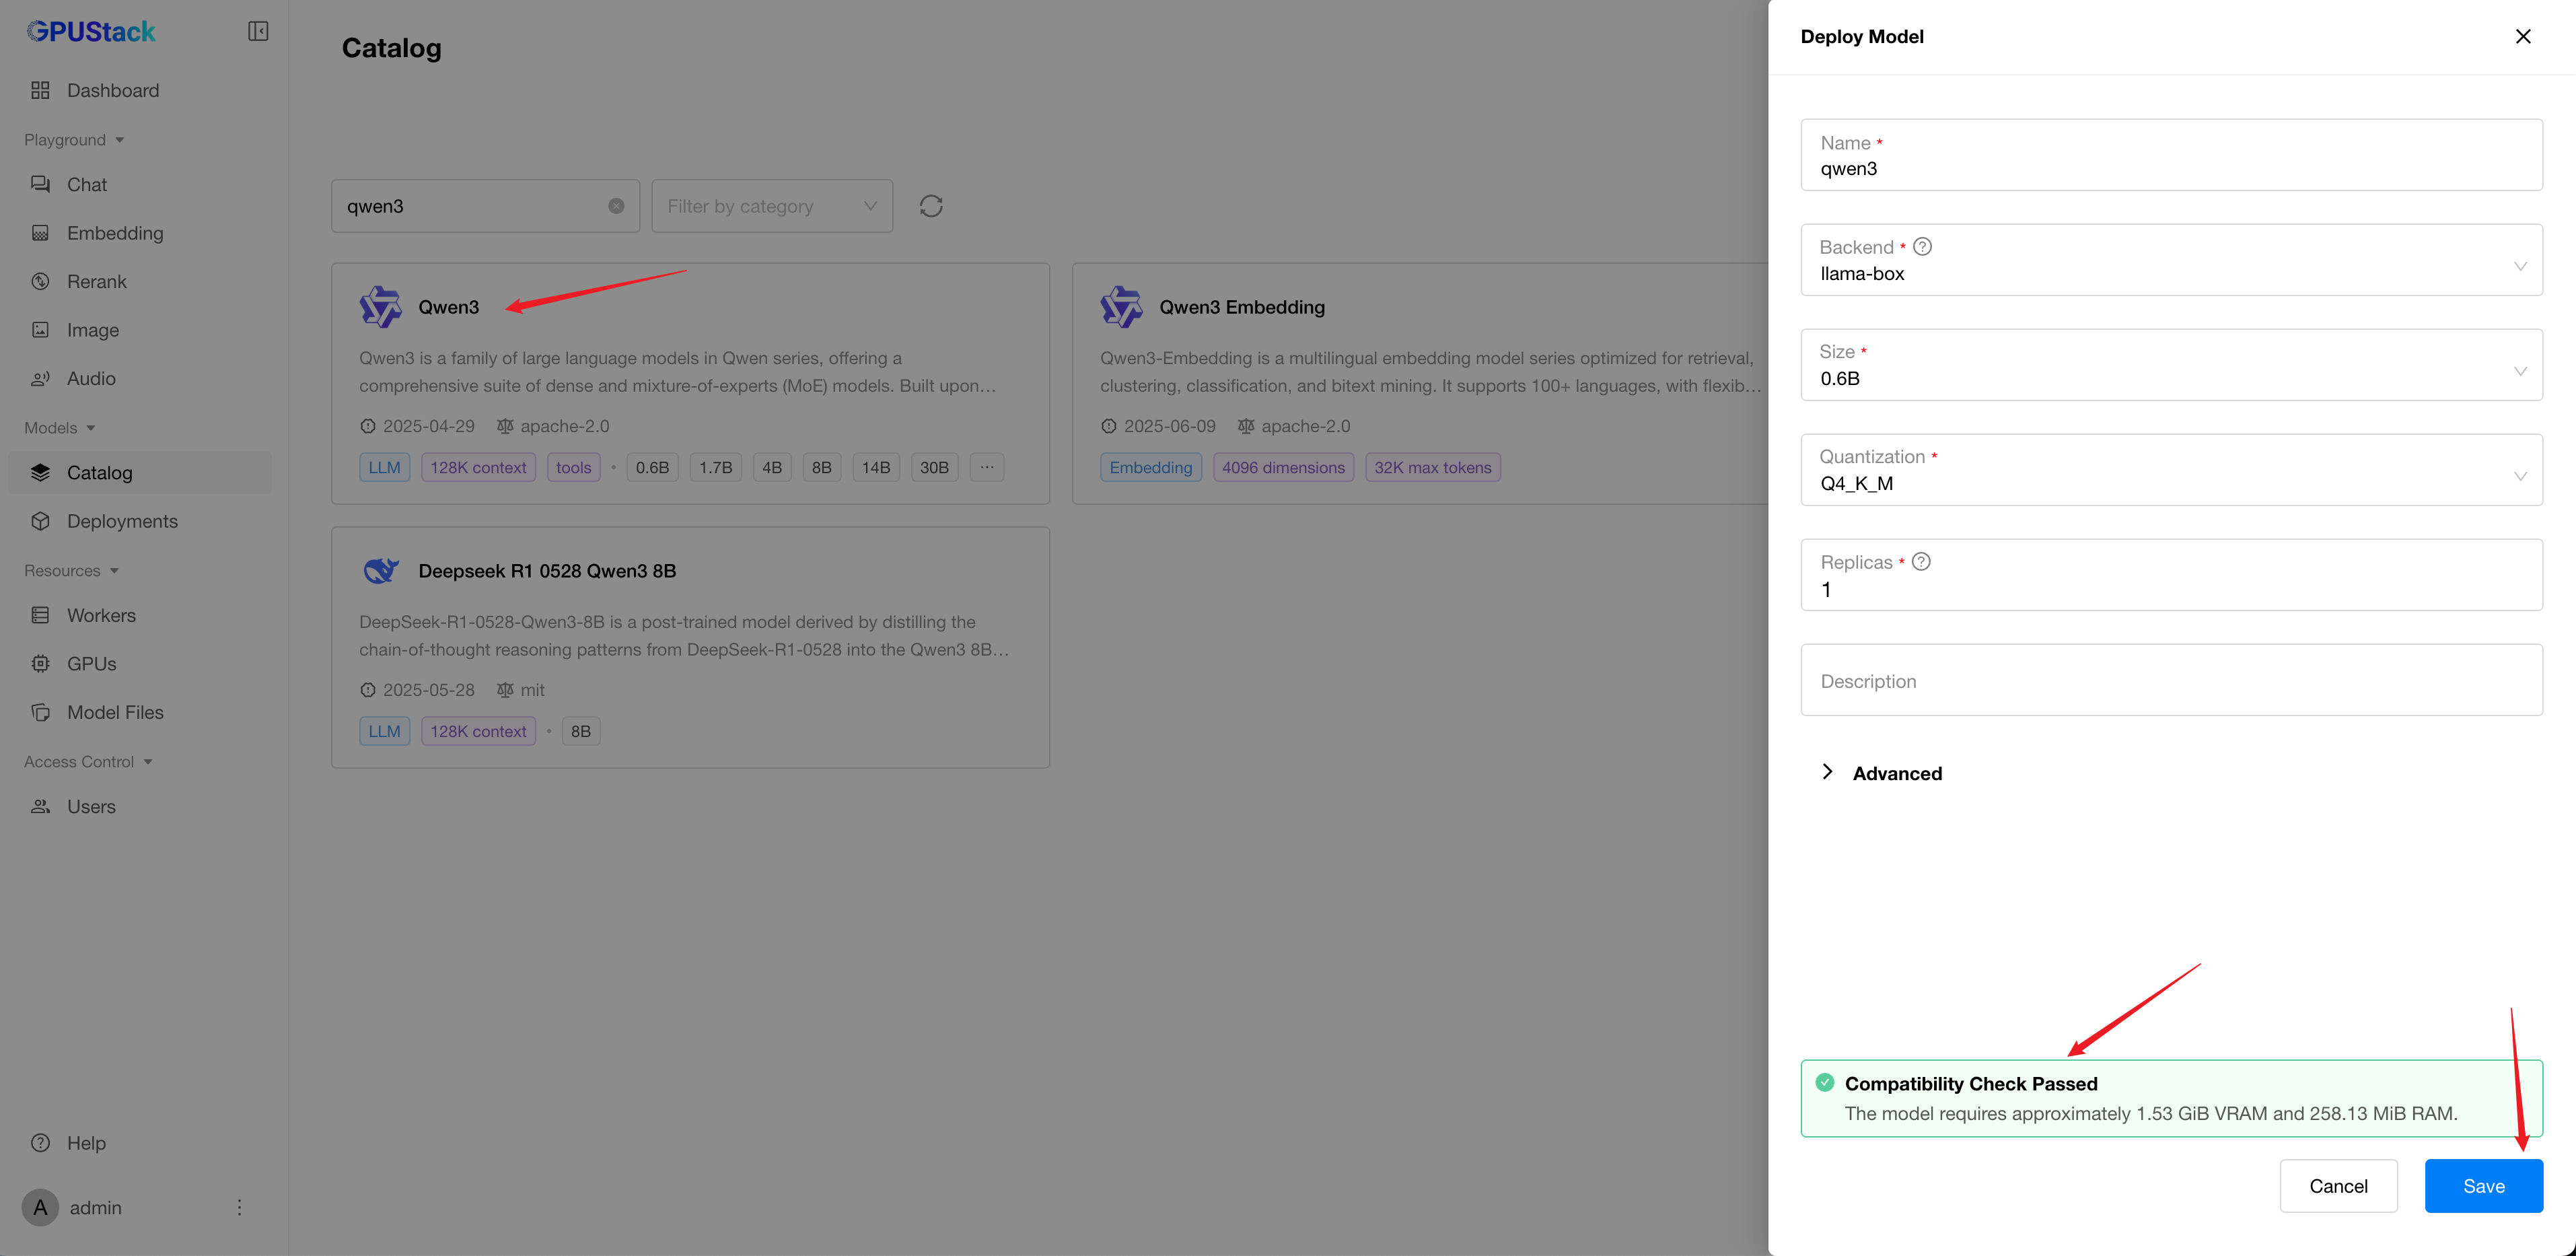 GPUStack
Dashboard
Playground
Chat
Embedding
Rerank
Image
Audio
Models
Catalog
Deployments
Resources
Workers
GPUs
Model Files
Access Control
Users
Help
A admin
Catalog
qwen3
Filter by category
Qwen3
Qwen3 is a family of large language models in Qwen series, offering a
comprehensive suite of dense and mixture-of-experts (MoE) models. Built upon...
2025-04-29 apache-2.0
LLM 128K context tools • 0.6B 1.7B 4B 8B 14B 30B ...
Qwen3 Embedding
Qwen3-Embedding is a multilingual embedding model series optimized for retrieval,
clustering, classification, and bitext mining. It supports 100+ languages, with flexib...
2025-06-09 apache-2.0
Embedding 4096 dimensions 32K max tokens
Deepseek R1 0528 Qwen3 8B
DeepSeek-R1-0528-Qwen3-8B is a post-trained model derived by distilling the
chain-of-thought reasoning patterns from DeepSeek-R1-0528 into the Qwen3 8B...
2025-05-28 mit
LLM 128K context • 8B
Deploy Model
Name *
qwen3
Backend * ?
llama-box
Size *
0.6B
Quantization *
Q4_K_M
Replicas * ?
1
Description
Advanced
Compatibility Check Passed
The model requires approximately 1.53 GiB VRAM and 258.13 MiB RAM.
Cancel
Save